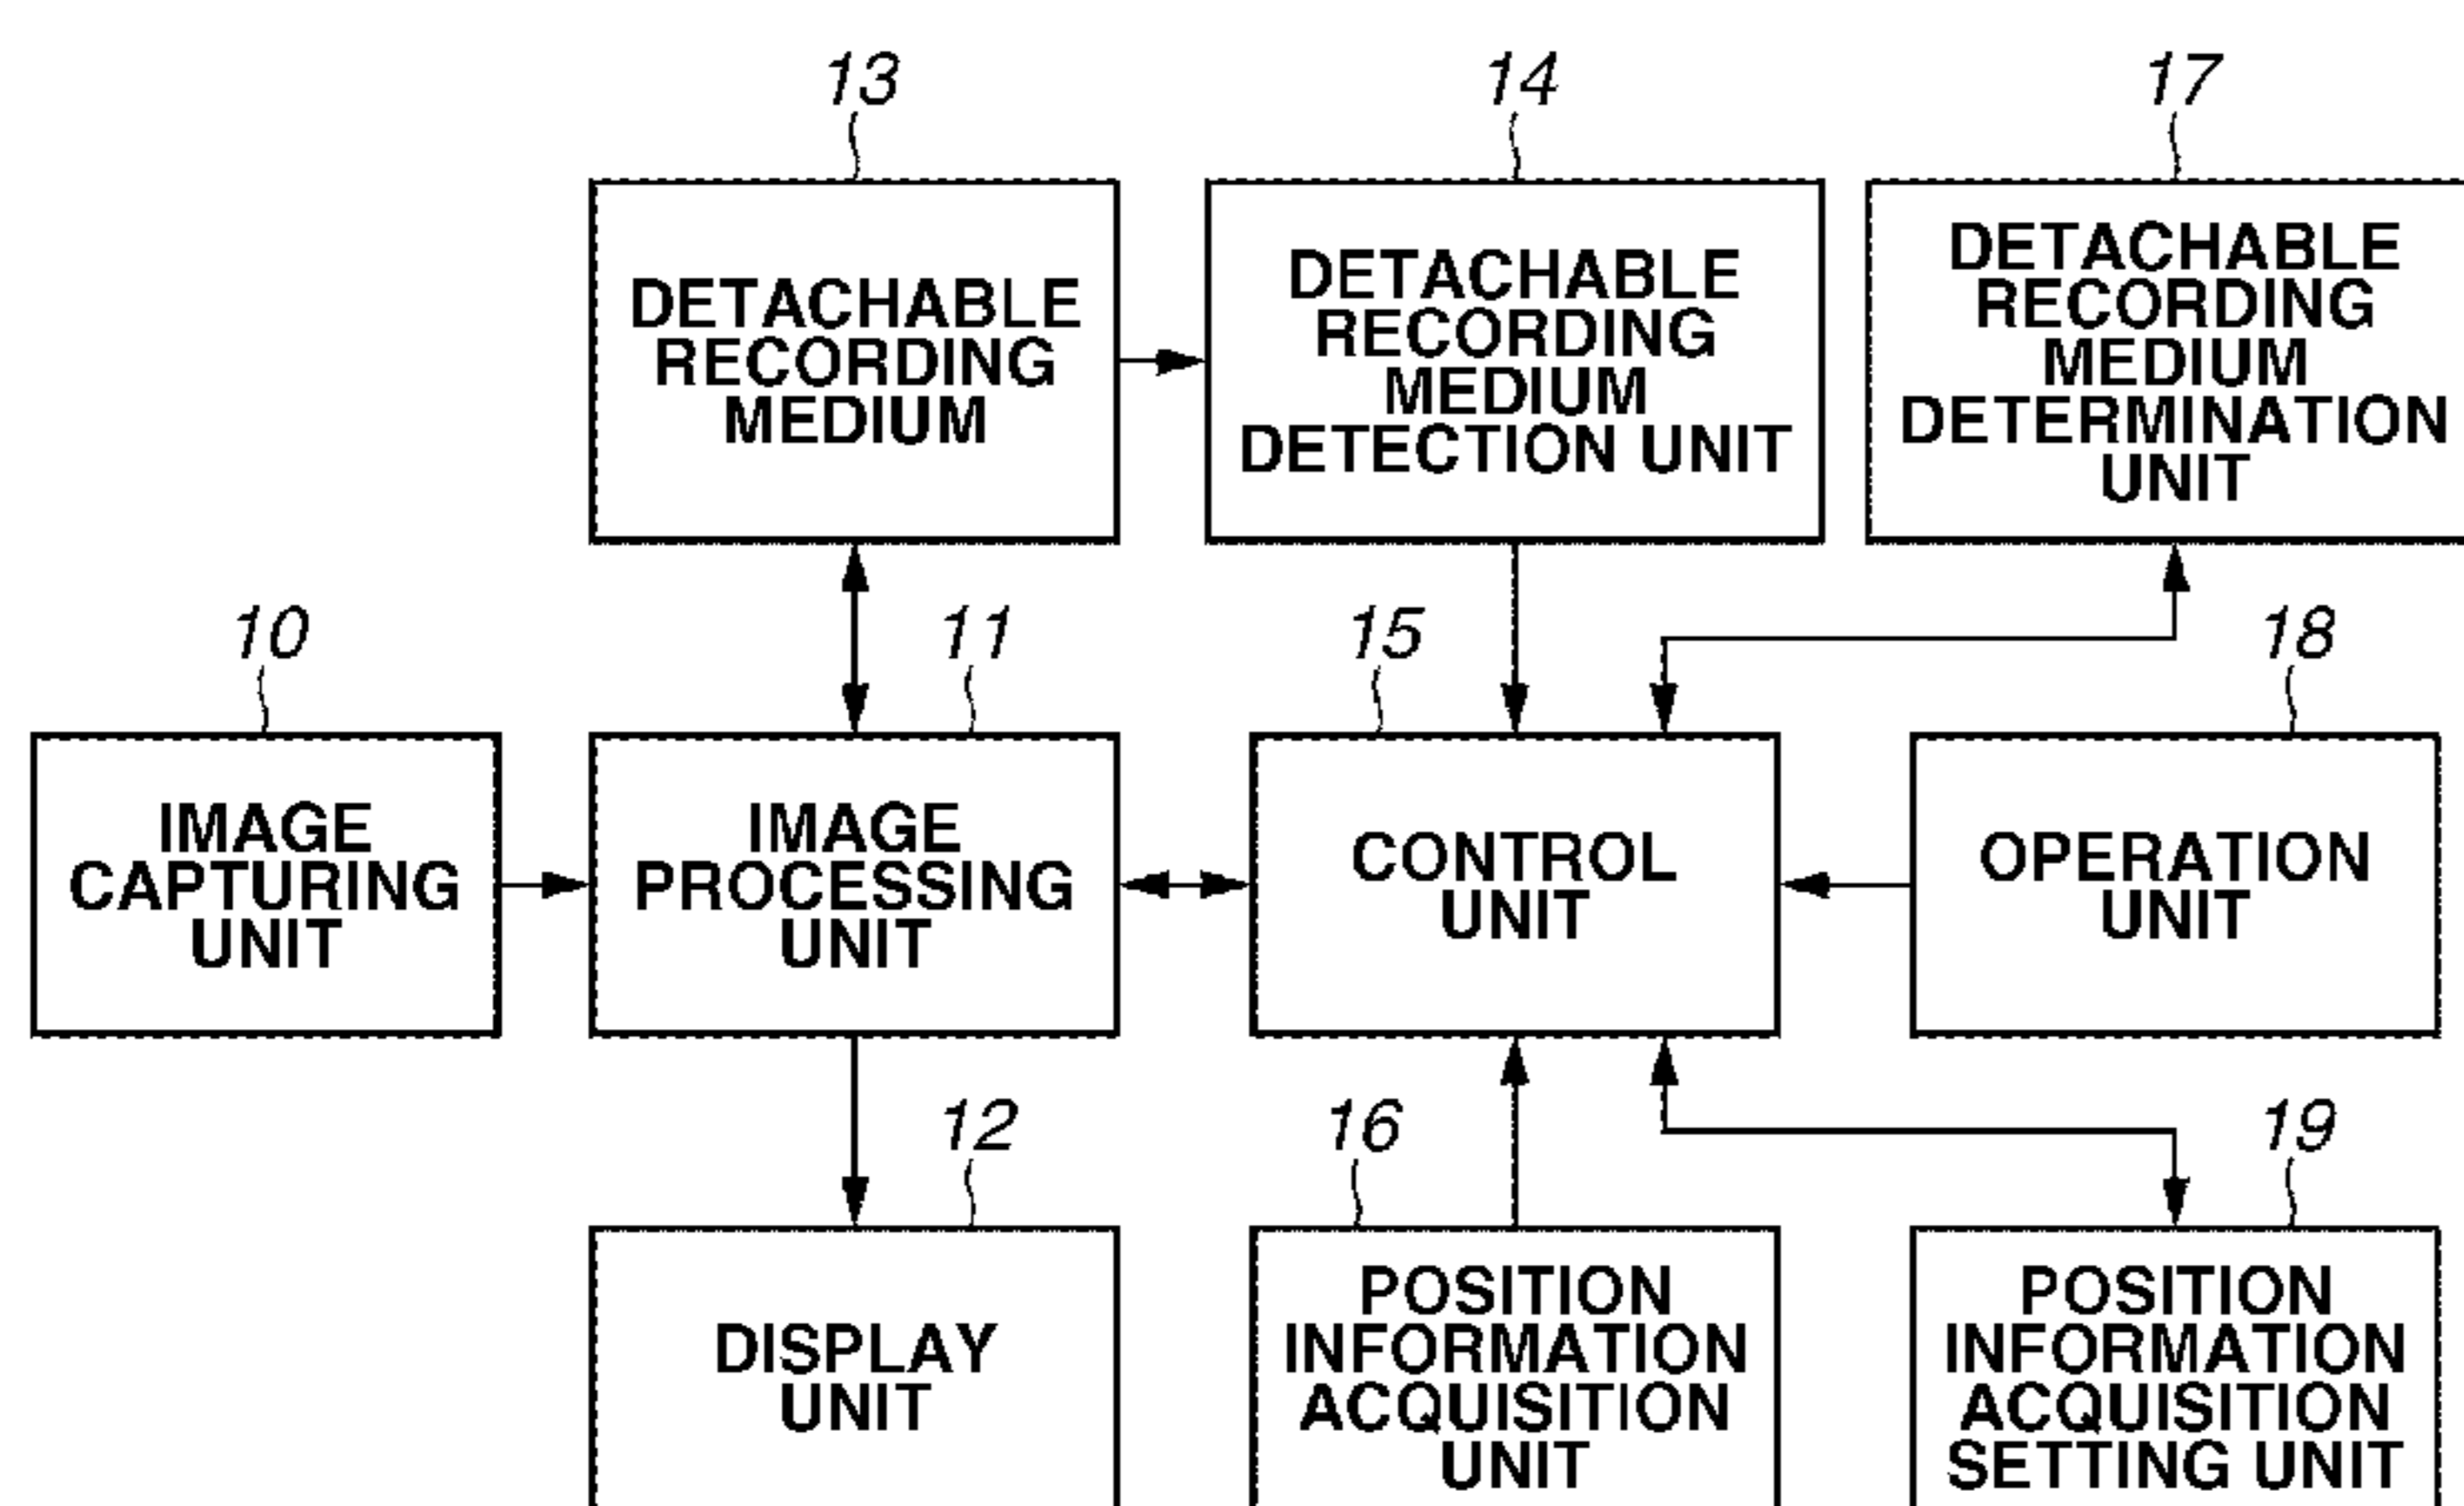 13
DETACHABLE
RECORDING
MEDIUM
14
DETACHABLE
RECORDING
MEDIUM
DETECTION UNIT
17
DETACHABLE
RECORDING
MEDIUM
DETERMINATION
UNIT
10
IMAGE
CAPTURING
UNIT
11
IMAGE
PROCESSING
UNIT
15
CONTROL
UNIT
18
OPERATION
UNIT
12
DISPLAY
UNIT
16
POSITION
INFORMATION
ACQUISITION
UNIT
19
POSITION
INFORMATION
ACQUISITION
SETTING UNIT